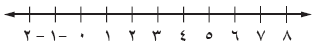 ٢ - ١ - ٠ ١ ٢ ٣ ٤ ٥ ٦ ٧ ٨